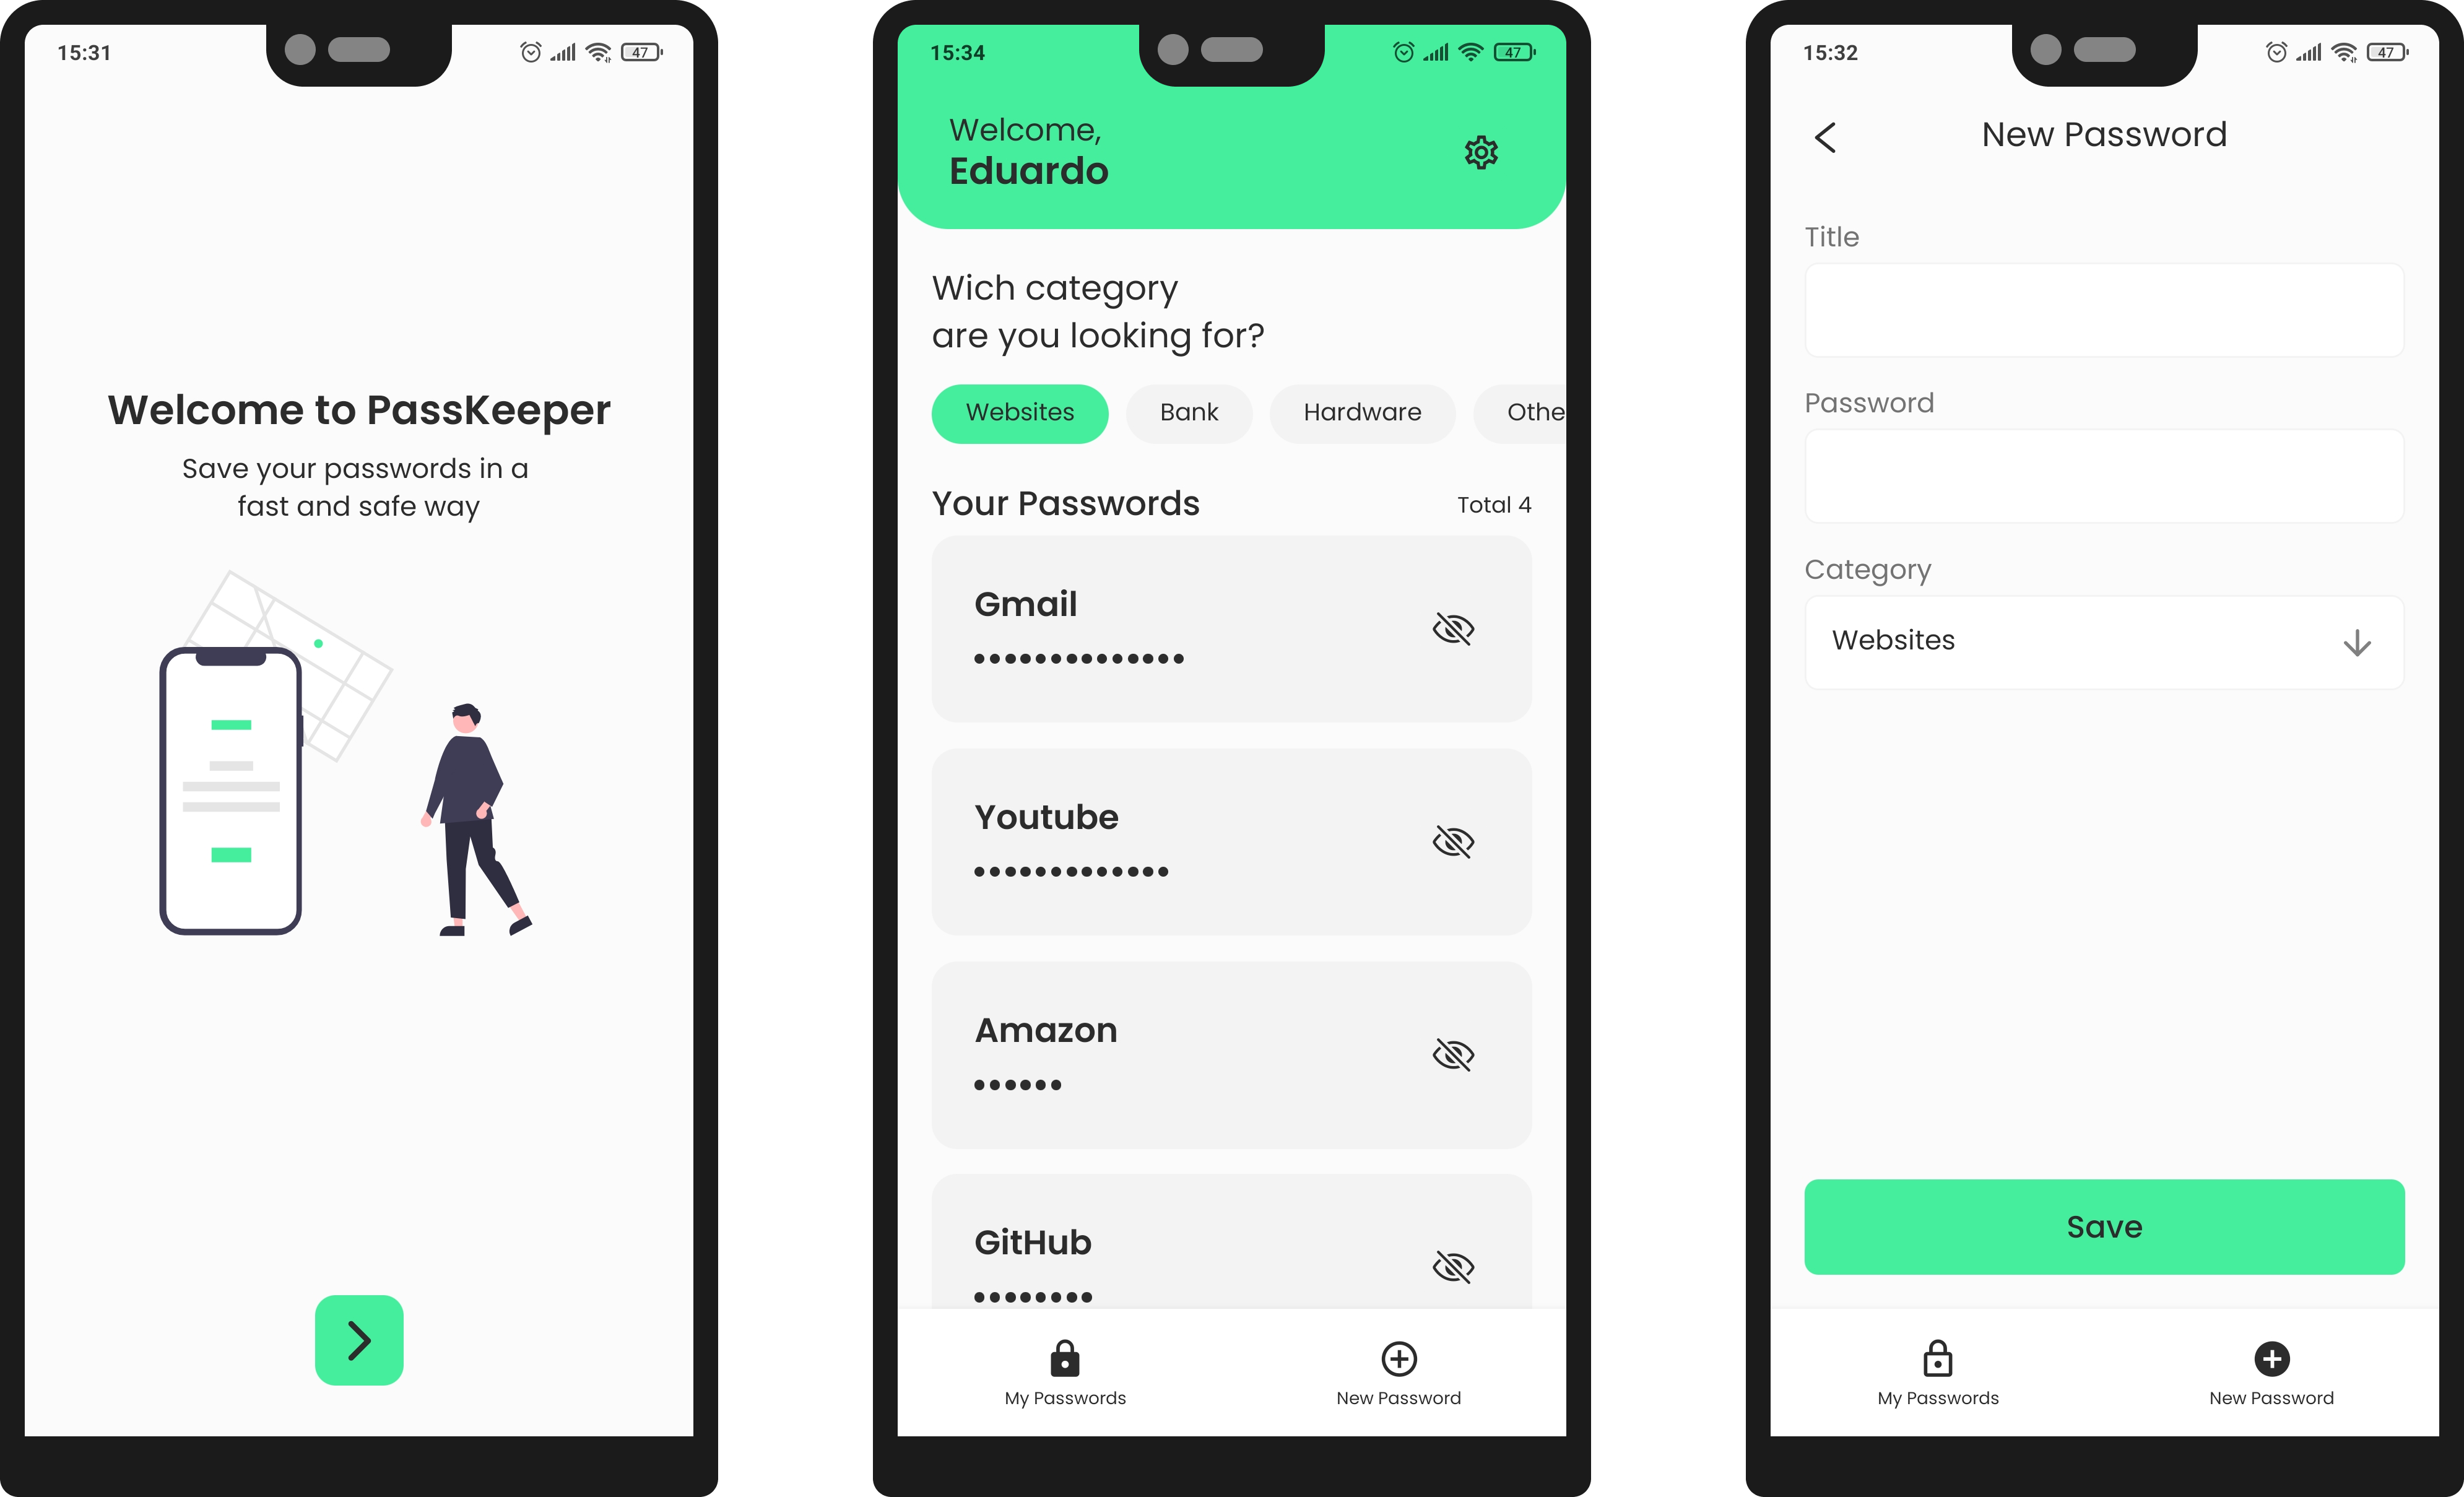 15:31
47
Welcome to PassKeeper
Save your passwords in a
fast and safe way
15:34
47
Welcome,
Eduardo
Wich category
are you looking for?
Websites Bank Hardware Othe
Your Passwords Total 4
Gmail
••••••••••••••
Youtube
•••••••••••••
Amazon
••••••
GitHub
••••••••
My Passwords New Password
15:32
47
New Password
Title
Password
Category
Websites
Save
My Passwords New Password